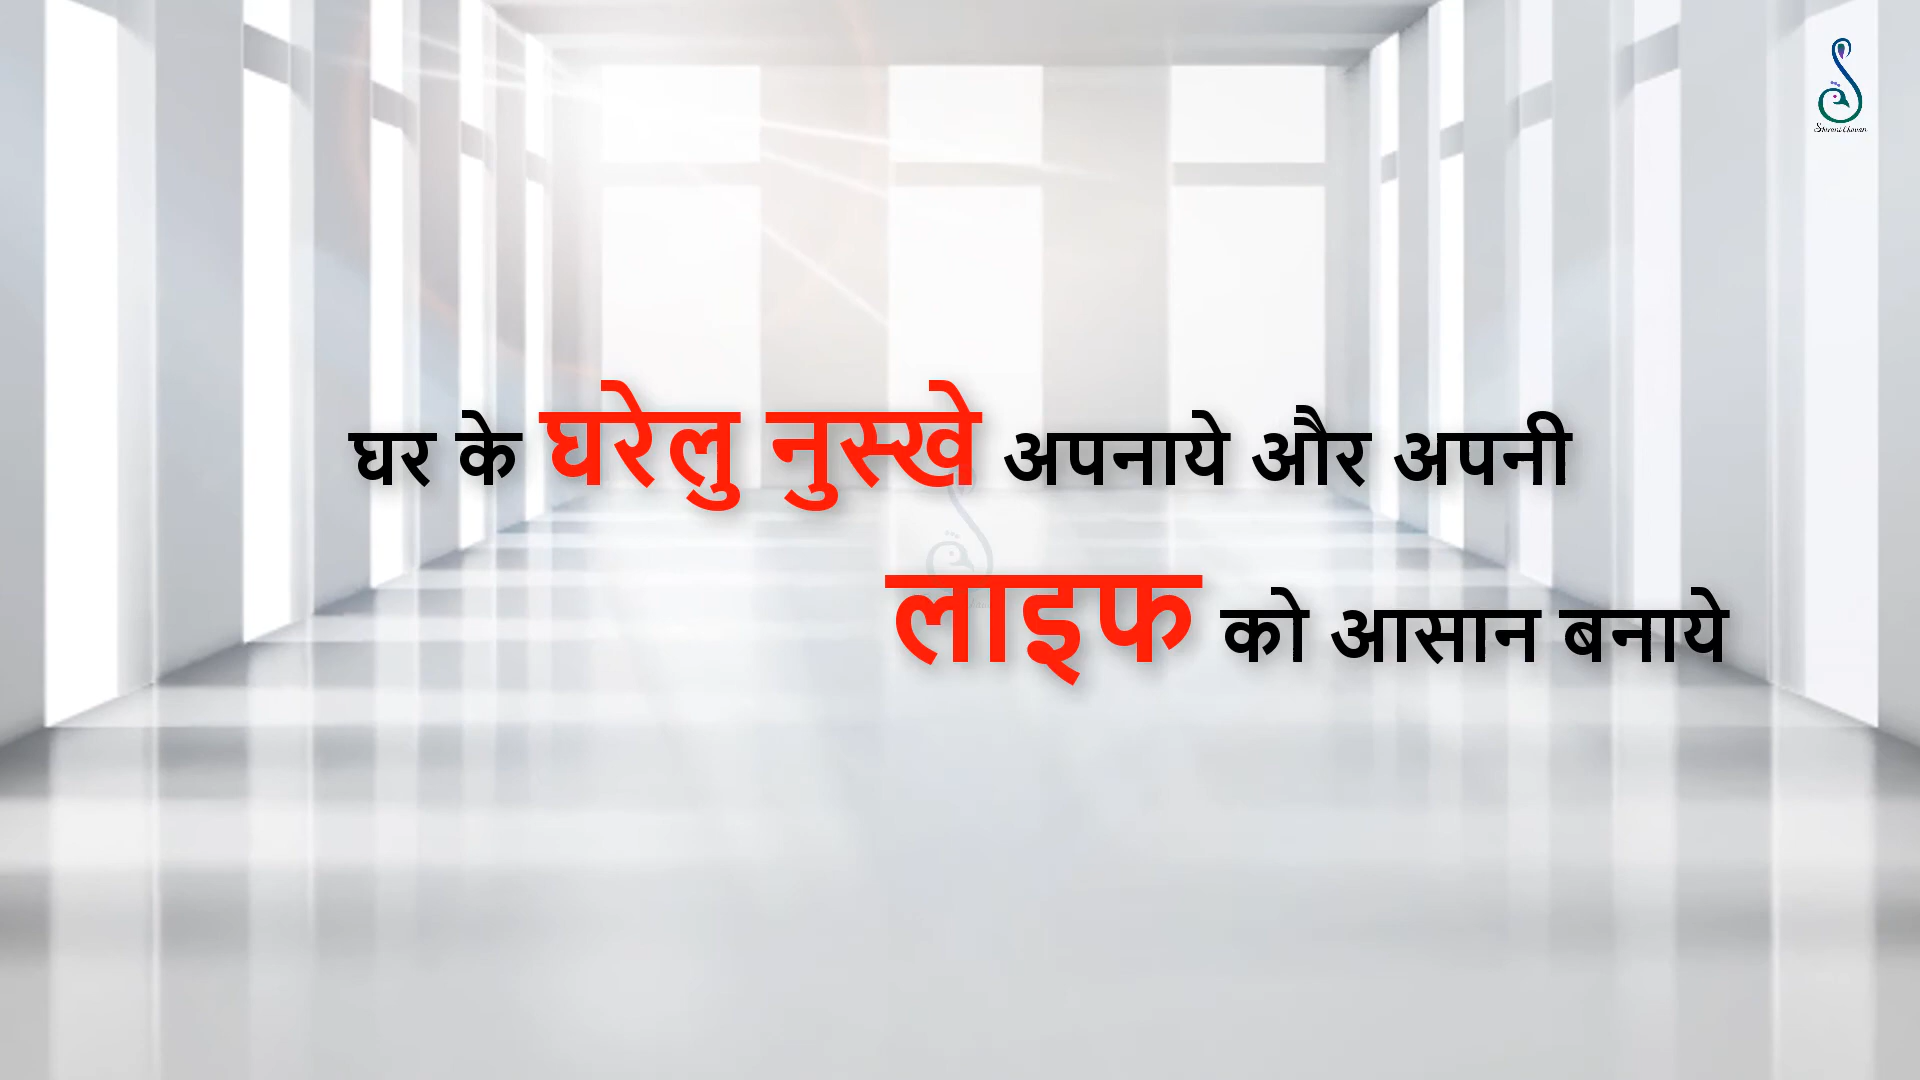 घर के घरेलु नुस्खे अपनाये और अपनी
लाइफ को आसान बनाये